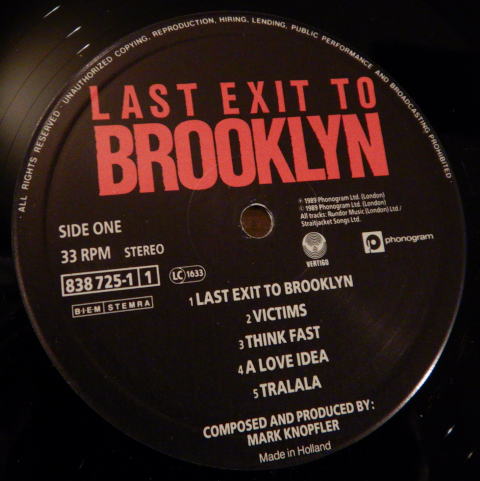 ALL RIGHTS RESERVED · UNAUTHORIZED COPYING, REPRODUCTION, HIRING, LENDING, PUBLIC PERFORMANCE AND BROADCASTING PROHIBITED
LAST EXIT TO
BROOKLYN
℗ 1989 Phonogram Ltd. (London)
© 1989 Phonogram Ltd. (London)
All tracks: Rondor Music (London) Ltd./
Straitjacket Songs Ltd.
SIDE ONE
33 RPM STEREO
838 725-1 1
LC 1633
B·I·E·M STEMRA
VERTIGO
phonogram
1 LAST EXIT TO BROOKLYN
2 VICTIMS
3 THINK FAST
4 A LOVE IDEA
5 TRALALA
COMPOSED AND PRODUCED BY:
MARK KNOPFLER
Made in Holland